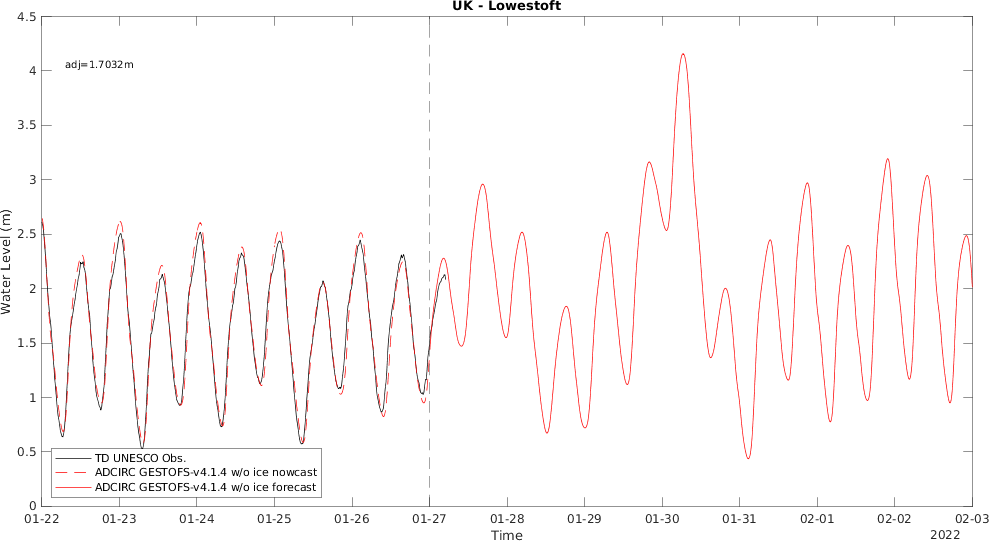 UK - Lowestoft
4.5
4
3.5
3
2.5
2
1.5
1
0.5
0
Water Level (m)
adj=1.7032m
TD UNESCO Obs.
ADCIRC GESTOFS-v4.1.4 w/o ice nowcast
ADCIRC GESTOFS-v4.1.4 w/o ice forecast
01-22 01-23 01-24 01-25 01-26 01-27 01-28 01-29 01-30 01-31 02-01 02-02 02-03
Time
2022